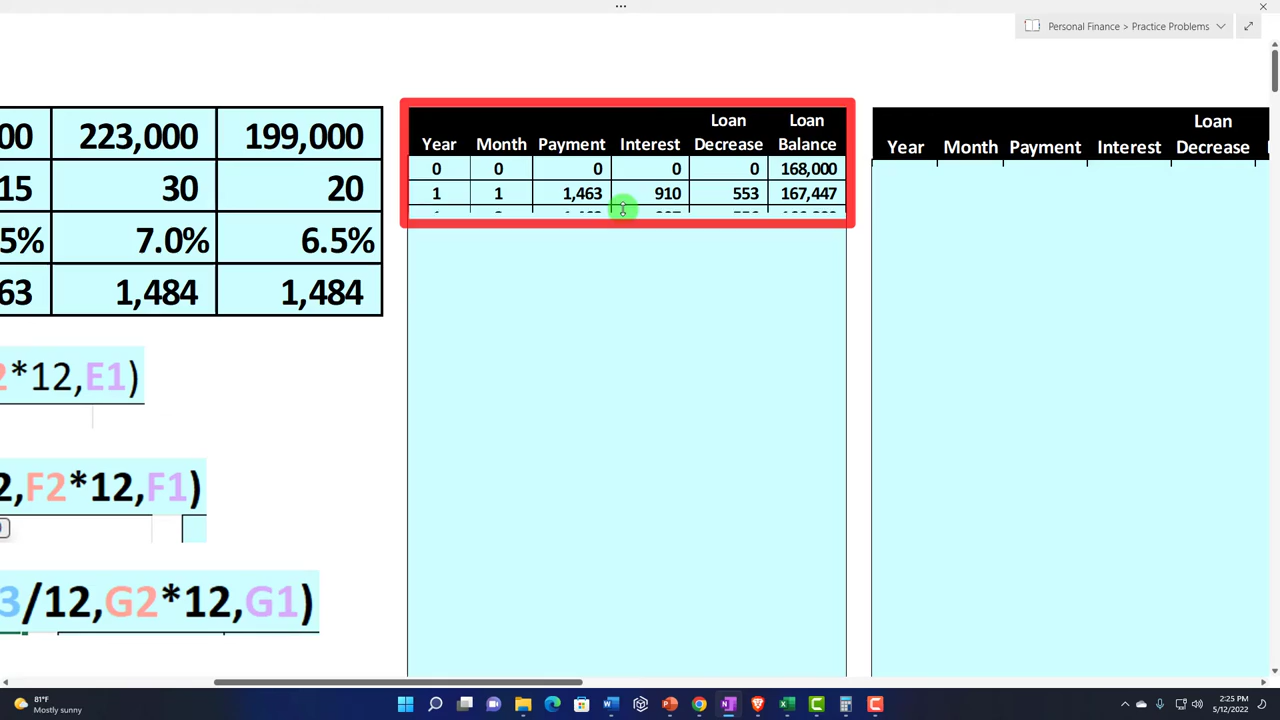 Personal Finance > Practice Problems
00 223,000 199,000
15 30 20
5% 7.0% 6.5%
63 1,484 1,484
2*12,E1)
2,F2*12,F1)
3/12,G2*12,G1)
Year Month Payment Interest Loan Decrease Loan Balance
0 0 0 0 0 168,000
1 1 1,463 910 553 167,447
Year Month Payment Interest Loan Decrease
81°F
Mostly sunny
2:25 PM
5/12/2022